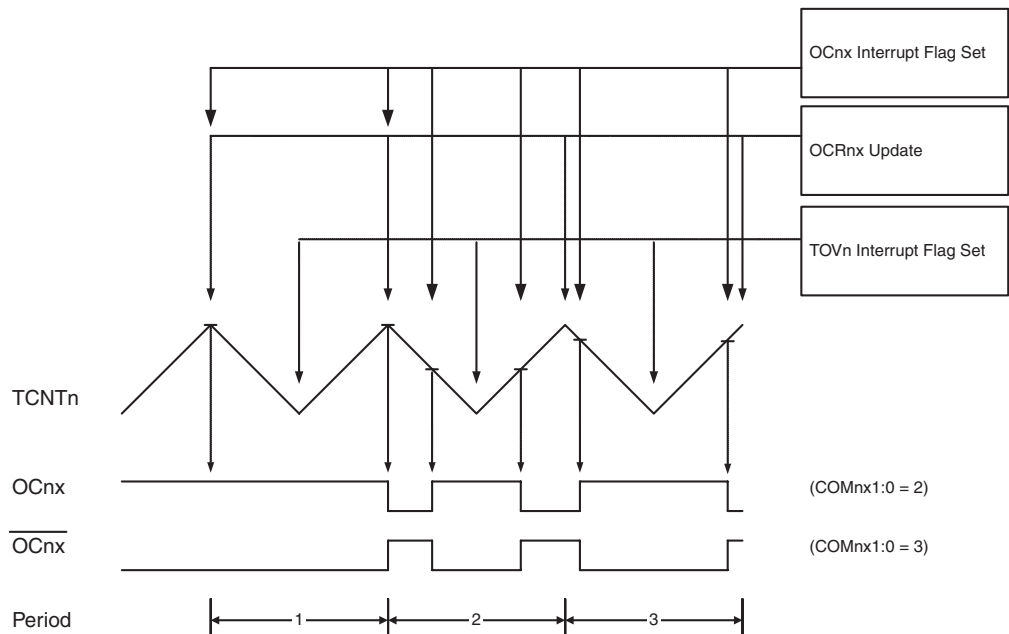 OCnx Interrupt Flag Set
OCRnx Update
TOVn Interrupt Flag Set
TCNTn
OCnx
(COMnx1:0 = 2)
OCnx
(COMnx1:0 = 3)
Period
1
2
3